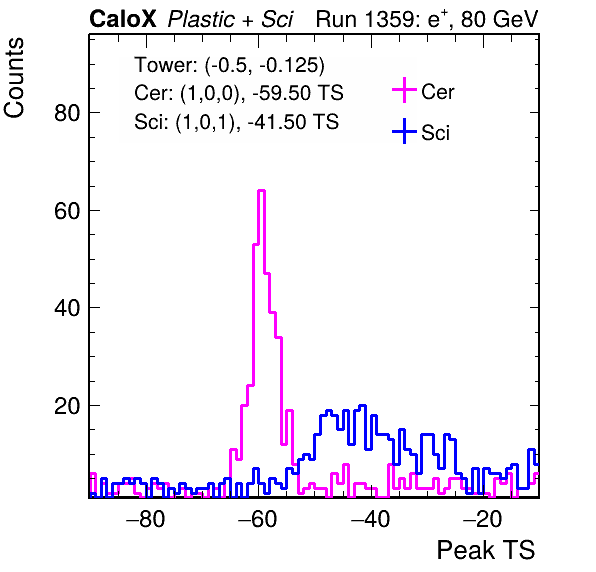 CaloX Plastic + Sci Run 1359: e+, 80 GeV
Counts
Tower: (-0.5, -0.125)
Cer: (1,0,0), -59.50 TS
Sci: (1,0,1), -41.50 TS
Cer
Sci
80
60
40
20
−80 −60 −40 −20
Peak TS